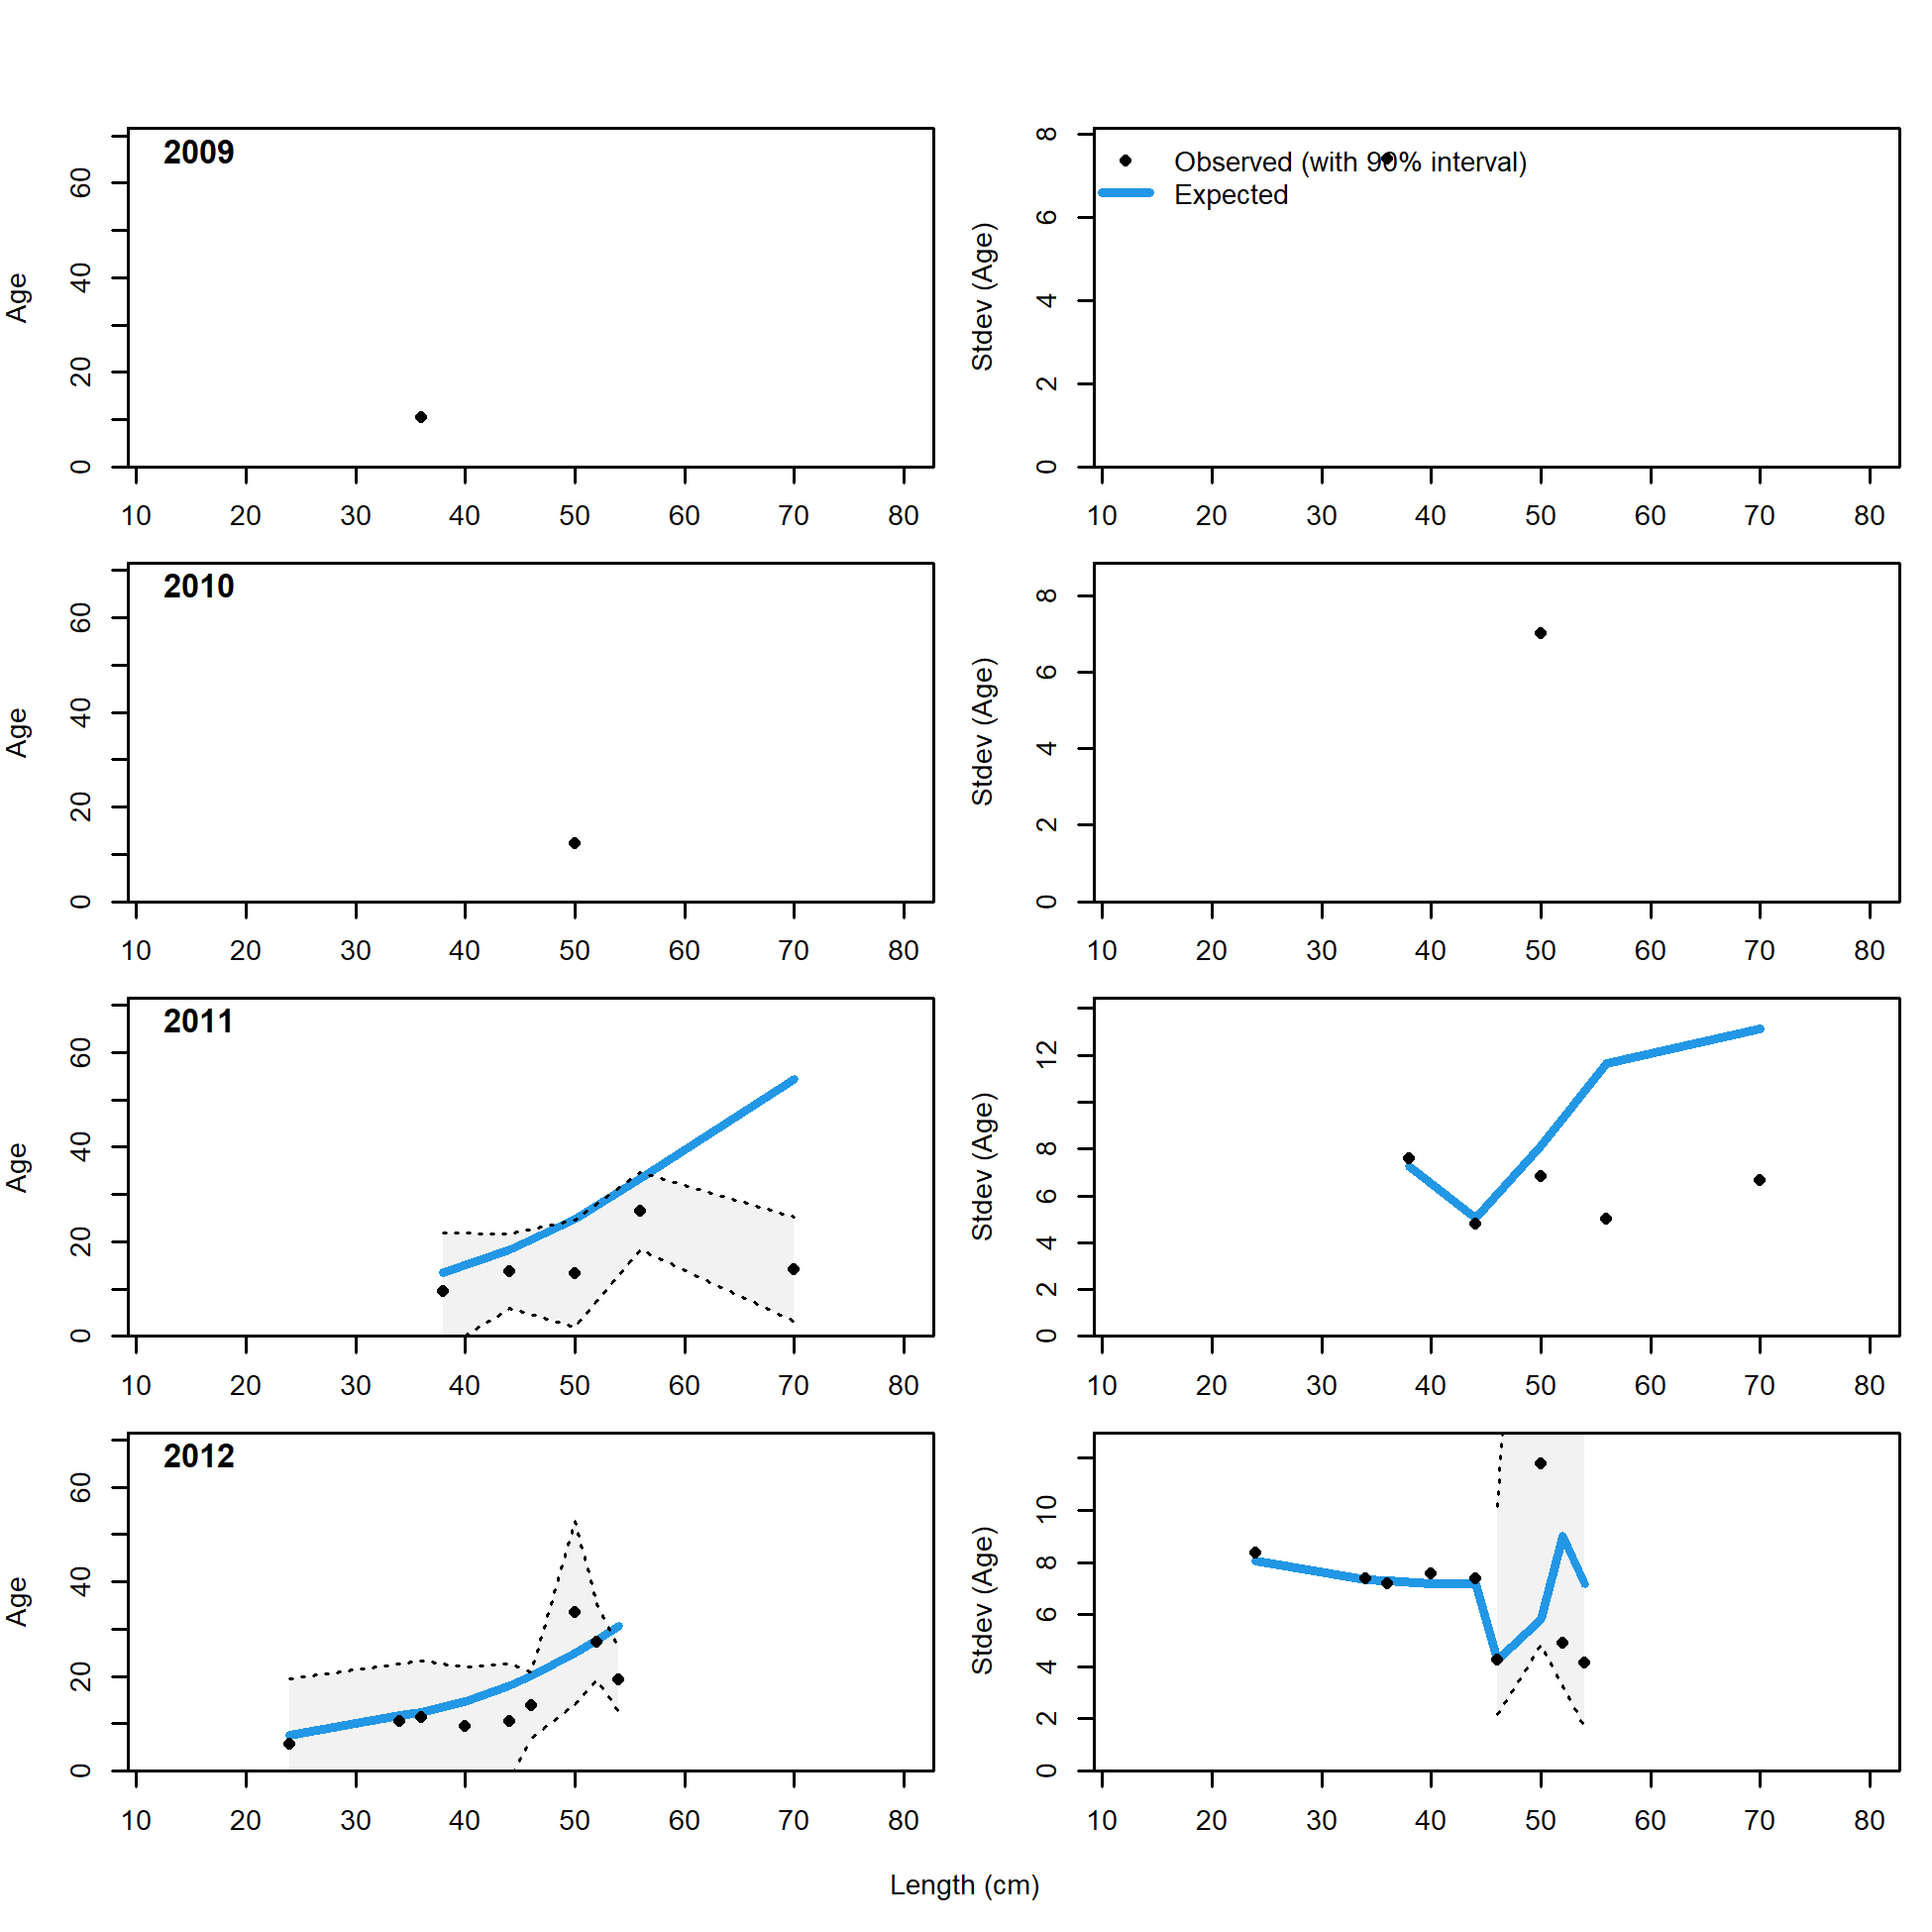 2009
Age
0 20 40 60
10 20 30 40 50 60 70 80
Observed (with 90% interval)
Expected
Stdev (Age)
0 2 4 6 8
10 20 30 40 50 60 70 80
2010
Age
0 20 40 60
10 20 30 40 50 60 70 80
Stdev (Age)
0 2 4 6 8
10 20 30 40 50 60 70 80
2011
Age
0 20 40 60
10 20 30 40 50 60 70 80
Stdev (Age)
0 2 4 6 8 12
10 20 30 40 50 60 70 80
2012
Age
0 20 40 60
10 20 30 40 50 60 70 80
Stdev (Age)
0 2 4 6 8 10
10 20 30 40 50 60 70 80
Length (cm)